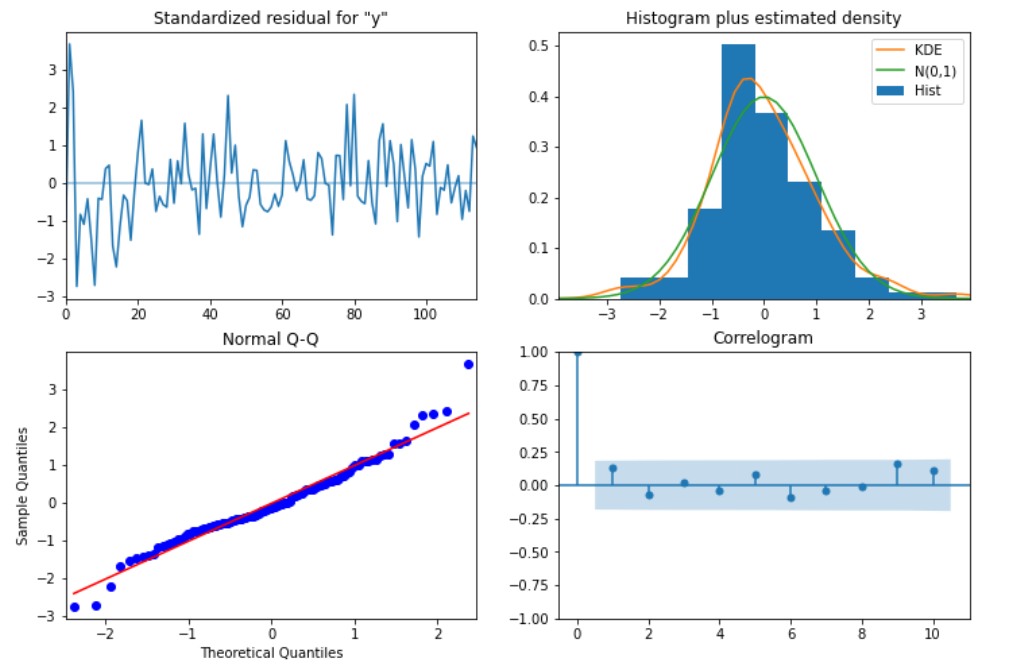 Standardized residual for "y"
3
2
1
0
−1
−2
−3
0 20 40 60 80 100
Histogram plus estimated density
KDE
N(0,1)
Hist
0.5
0.4
0.3
0.2
0.1
0.0
−3 −2 −1 0 1 2 3
Normal Q-Q
Sample Quantiles
3
2
1
0
−1
−2
−3
−2 −1 0 1 2
Theoretical Quantiles
Correlogram
1.00
0.75
0.50
0.25
0.00
−0.25
−0.50
−0.75
−1.00
0 2 4 6 8 10